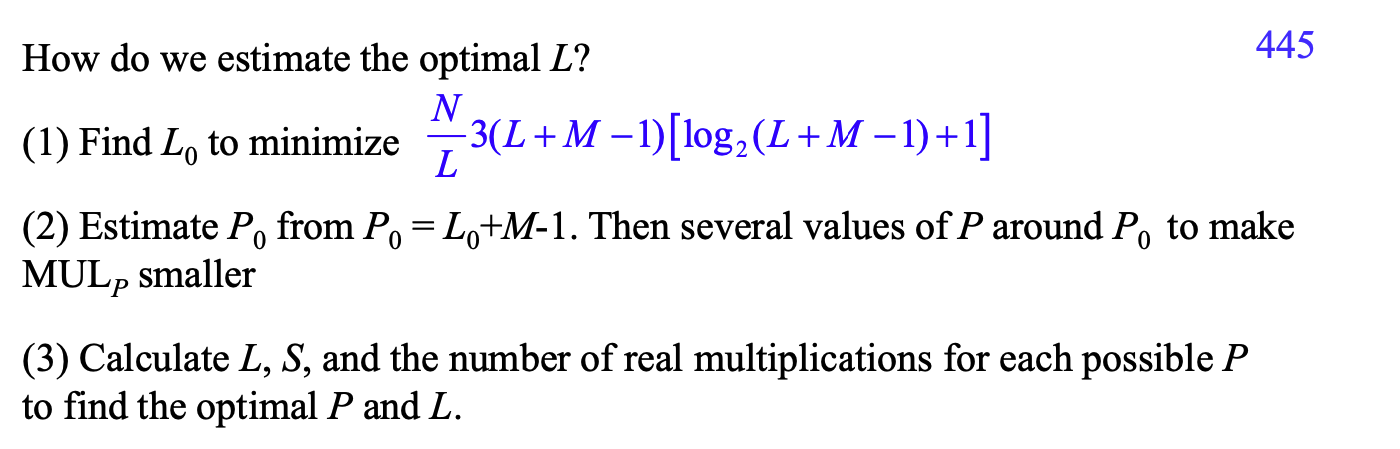 How do we estimate the optimal L?
445
(1) Find L₀ to minimize N/L 3(L+M−1)[log₂(L+M−1)+1]
(2) Estimate P₀ from P₀ = L₀+M-1. Then several values of P around P₀ to make
MULₚ smaller
(3) Calculate L, S, and the number of real multiplications for each possible P
to find the optimal P and L.